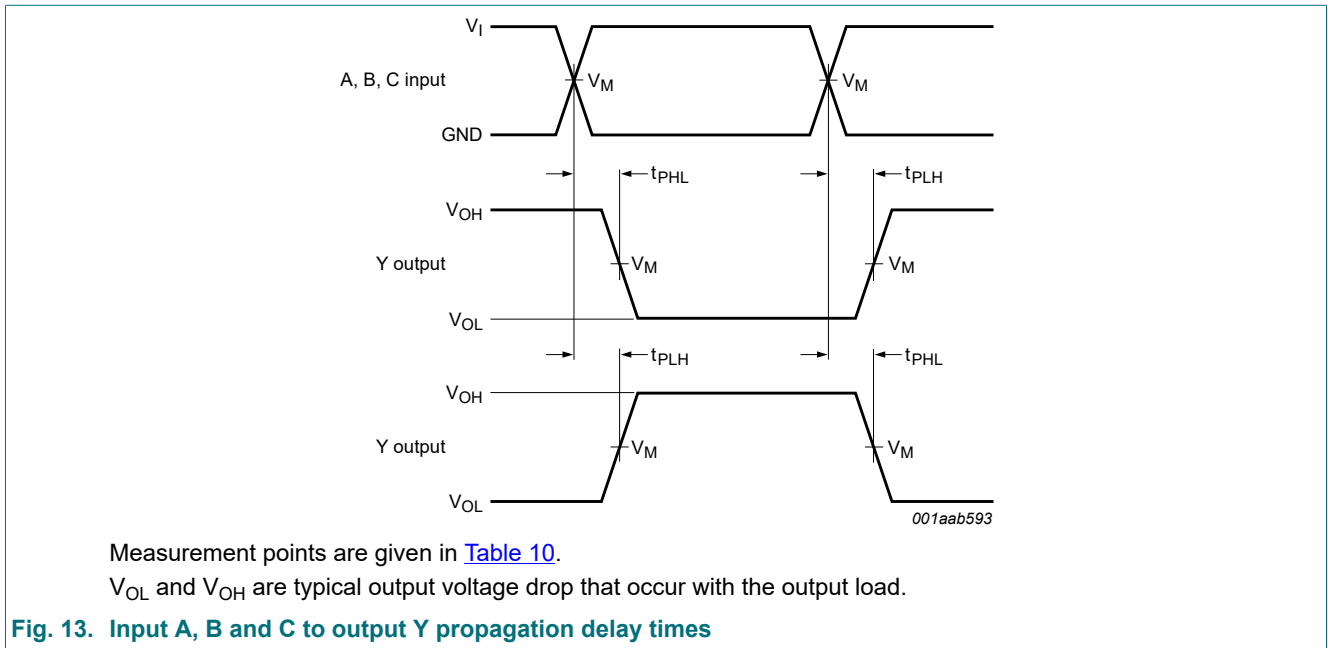 VI
A, B, C input
VM
VM
GND
tPHL
tPLH
VOH
Y output
VM
VM
VOL
tPLH
tPHL
VOH
Y output
VM
VM
VOL
001aab593
Measurement points are given in Table 10.
VOL and VOH are typical output voltage drop that occur with the output load.
Fig. 13. Input A, B and C to output Y propagation delay times